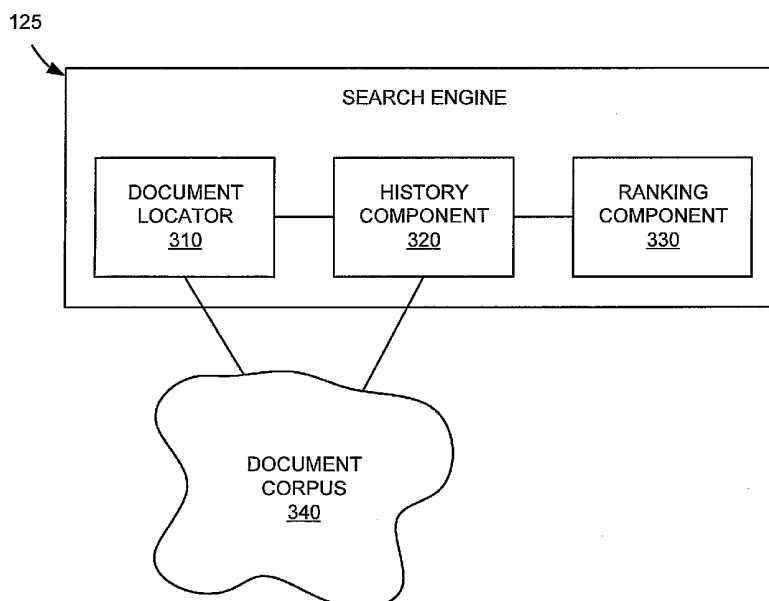 125
SEARCH ENGINE
DOCUMENT
LOCATOR
310
HISTORY
COMPONENT
320
RANKING
COMPONENT
330
DOCUMENT
CORPUS
340